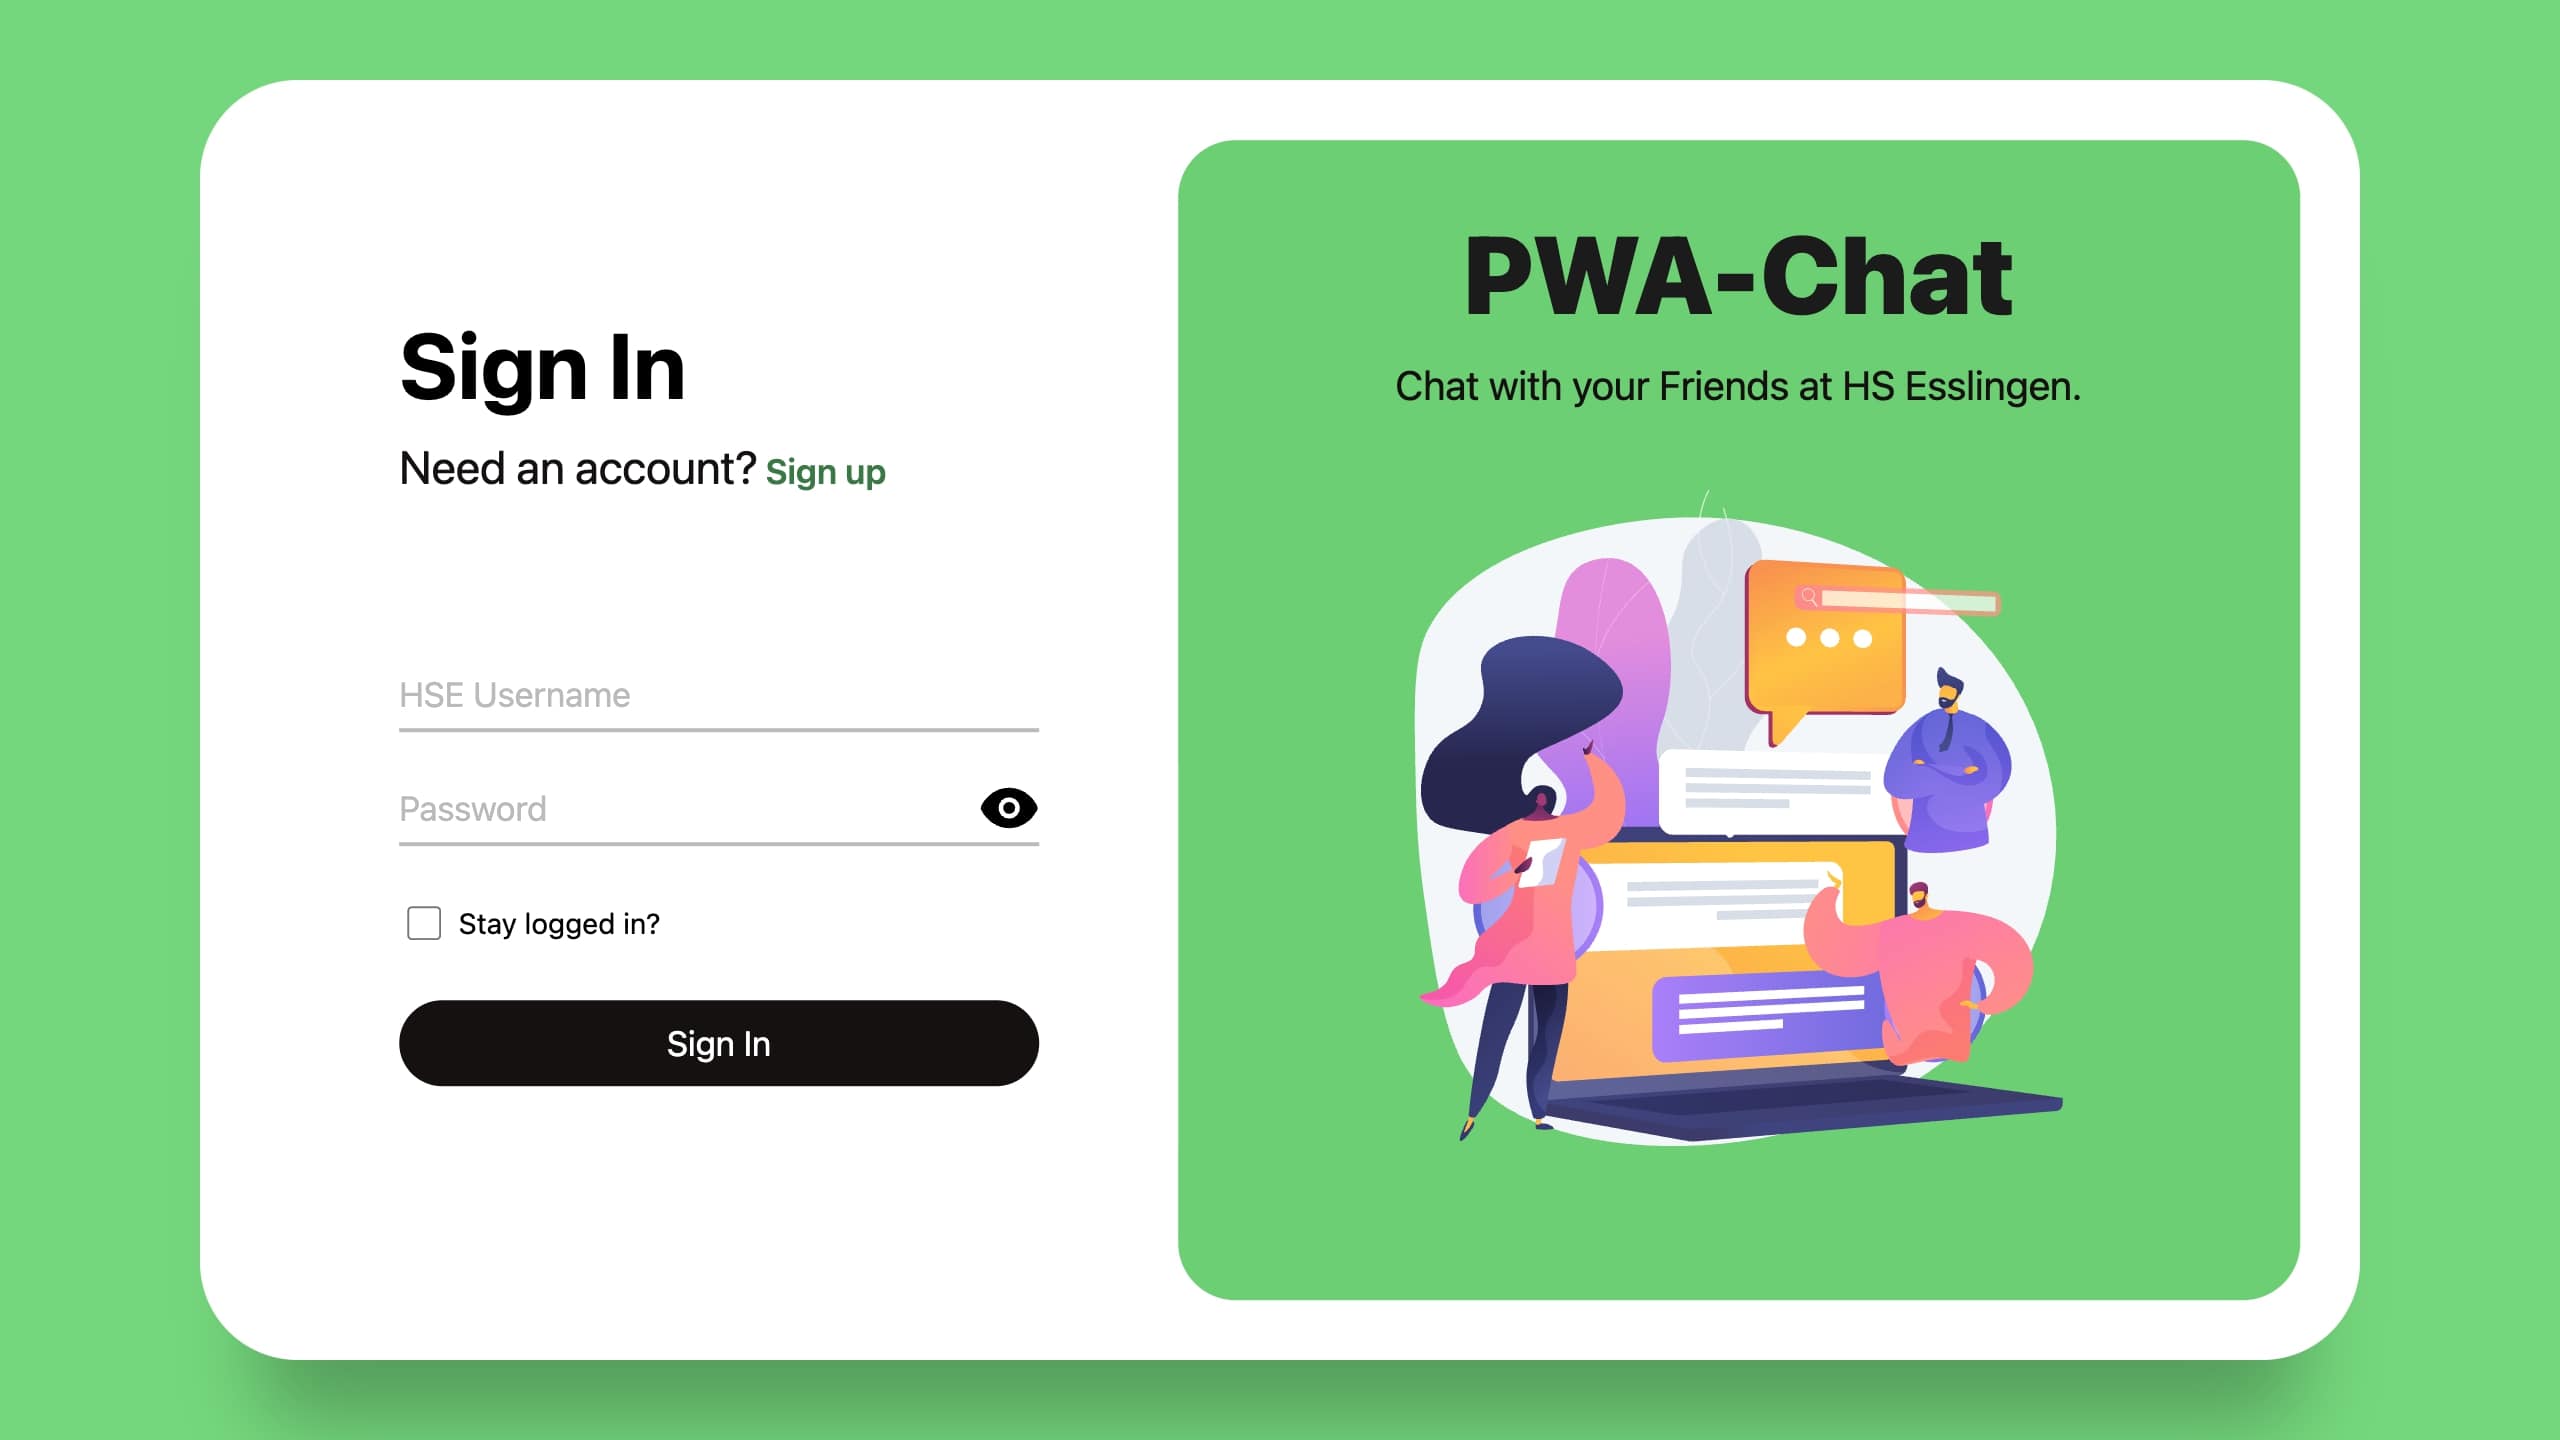 Sign In
Need an account? Sign up
HSE Username
Password
Stay logged in?
Sign In
PWA-Chat
Chat with your Friends at HS Esslingen.